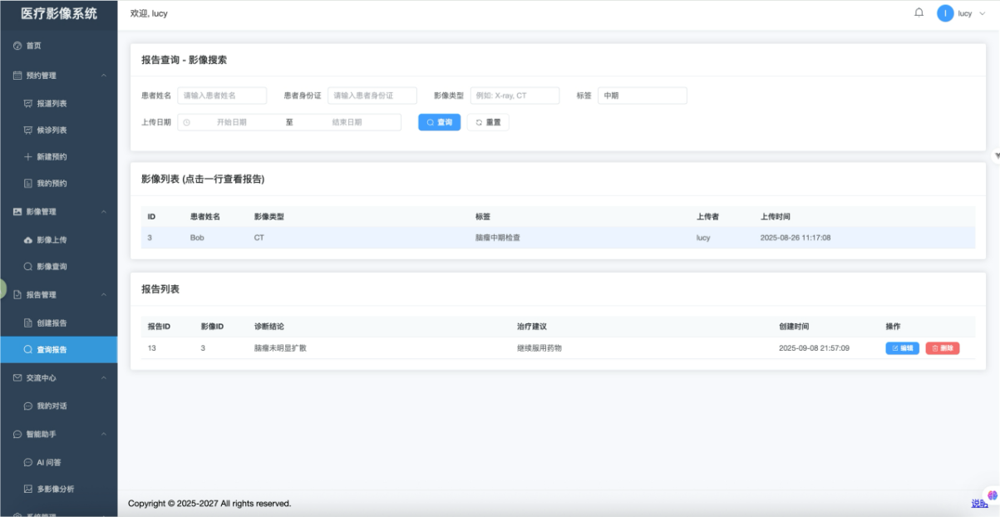 医疗影像系统
欢迎, lucy
l
lucy
首页
预约管理
报道列表
候诊列表
新建预约
我的预约
影像管理
影像上传
影像查询
报告管理
创建报告
查询报告
交流中心
我的对话
智能助手
AI 问答
多影像分析
系统管理
报告查询 - 影像搜索
患者姓名 请输入患者姓名 患者身份证 请输入患者身份证 影像类型 例如: X-ray, CT 标签 中期
上传日期 开始日期 至 结束日期 查询 重置
影像列表 (点击一行查看报告)
ID 患者姓名 影像类型 标签 上传者 上传时间
3 Bob CT 脑瘤中期检查 lucy 2025-08-26 11:17:08
报告列表
报告ID 影像ID 诊断结论 治疗建议 创建时间 操作
13 3 脑瘤未明显扩散 继续服用药物 2025-09-08 21:57:09 编辑 删除
Copyright © 2025-2027 All rights reserved.
说明